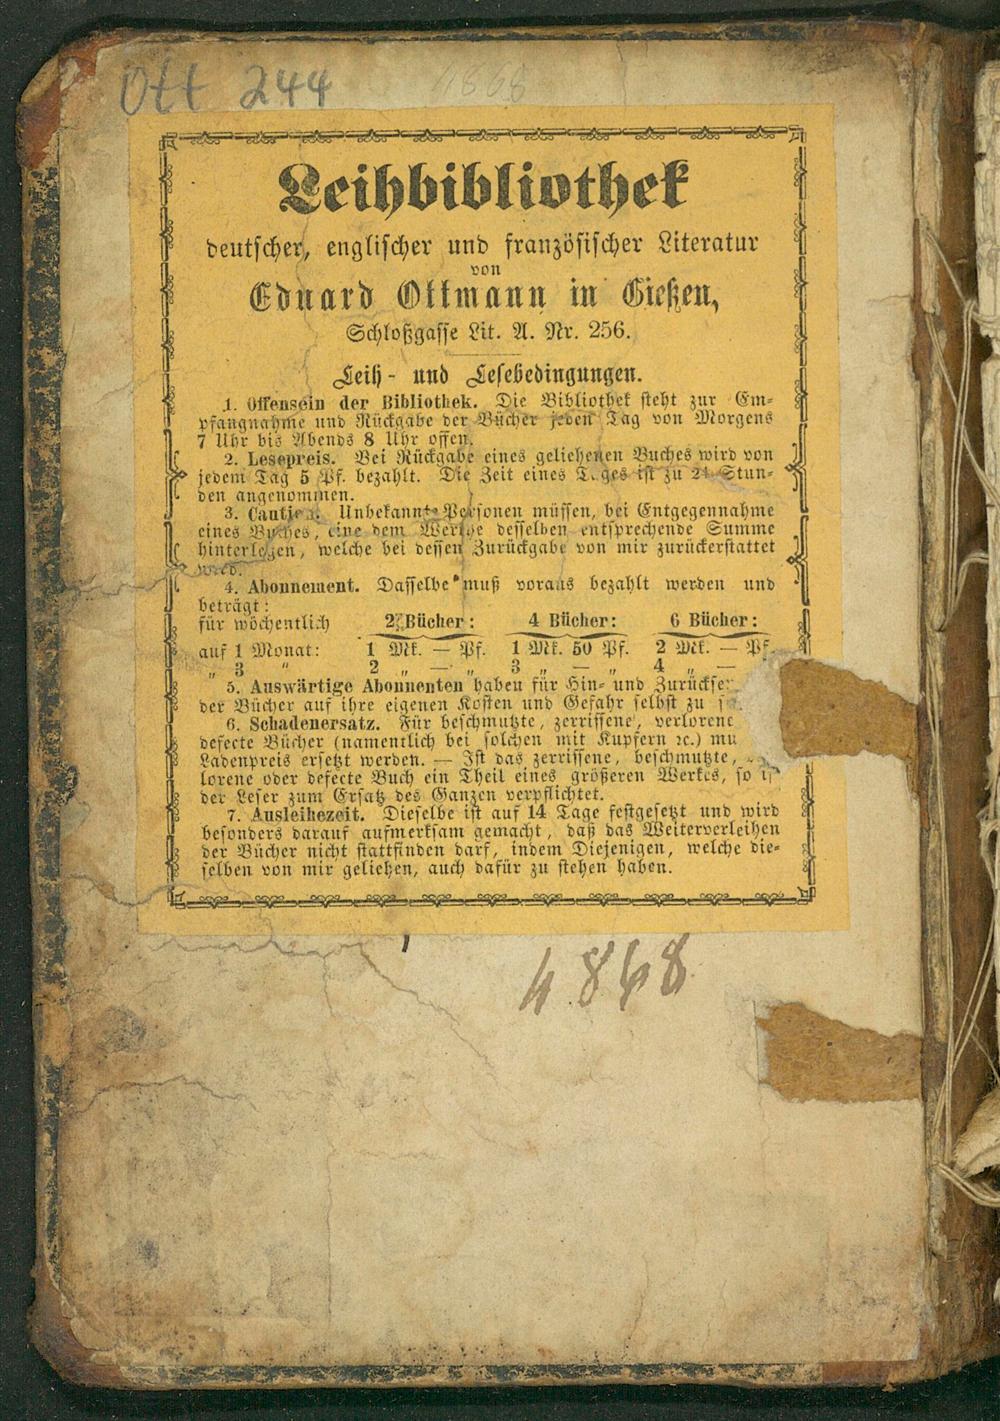 Ott 244
4868
Leihbibliothek
deutscher, englischer und französischer Literatur
von
Eduard Ottmann in Gießen,
Schloßgasse Lit. A. Nr. 256.
Leih- und Lesebedingungen.
1. Offensein der Bibliothek. Die Bibliothek steht zur Em-
pfangnahme und Rückgabe der Bücher jeden Tag von Morgens
7 Uhr bis Abends 8 Uhr offen.
2. Lesepreis. Bei Rückgabe eines geliehenen Buches wird von
jedem Tag 5 Pf. bezahlt. Die Zeit eines Tages ist zu 24 Stun-
den angenommen.
3. Caution. Unbekannte Personen müssen, bei Entgegennahme
eines Buches, eine dem Werthe desselben entsprechende Summe
hinterlegen, welche bei dessen Zurückgabe von mir zurückerstattet
wird.
4. Abonnement. Dasselbe muß voraus bezahlt werden und
beträgt:
für wöchentlich 2 Bücher: 4 Bücher: 6 Bücher:
auf 1 Monat: 1 Mk. — Pf. 1 Mk. 50 Pf. 2 Mk. — Pf.
„ 3 „ 2 „ — „ 3 „ — „ 4 „ —
5. Auswärtige Abonnenten haben für Hin- und
der Bücher auf ihre eigenen Kosten und Gefahr selbst zu
6. Schadenersatz. Für beschmutzte, zerrissene, verlorene
defecte Bücher (namentlich bei solchen mit Kupfern ꝛc.)
Ladenpreis ersetzt werden. — Ist das zerrissene, beschmutzte,
lorene oder defecte Buch ein Theil eines größeren Werkes, so ist
der Leser zum Ersatz des Ganzen verpflichtet.
7. Ausleihezeit. Dieselbe ist auf 14 Tage festgesetzt und wird
besonders darauf aufmerksam gemacht, daß das Weiterverleihen
der Bücher nicht stattfinden darf, indem Diejenigen, welche die-
selben von mir geliehen, auch dafür zu stehen haben.
4868